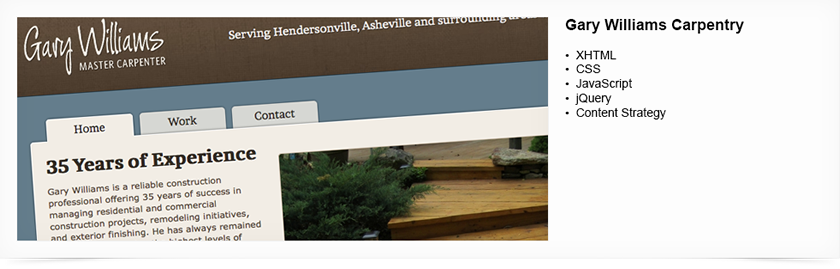 Gary Williams
MASTER CARPENTER
Serving Hendersonville, Asheville and surrounding areas
Home
Work
Contact
35 Years of Experience
Gary Williams is a reliable construction
professional offering 35 years of success in
managing residential and commercial
construction projects, remodeling initiatives,
and exterior finishing. He has always remained
highest levels of
Gary Williams Carpentry
• XHTML
• CSS
• JavaScript
• jQuery
• Content Strategy